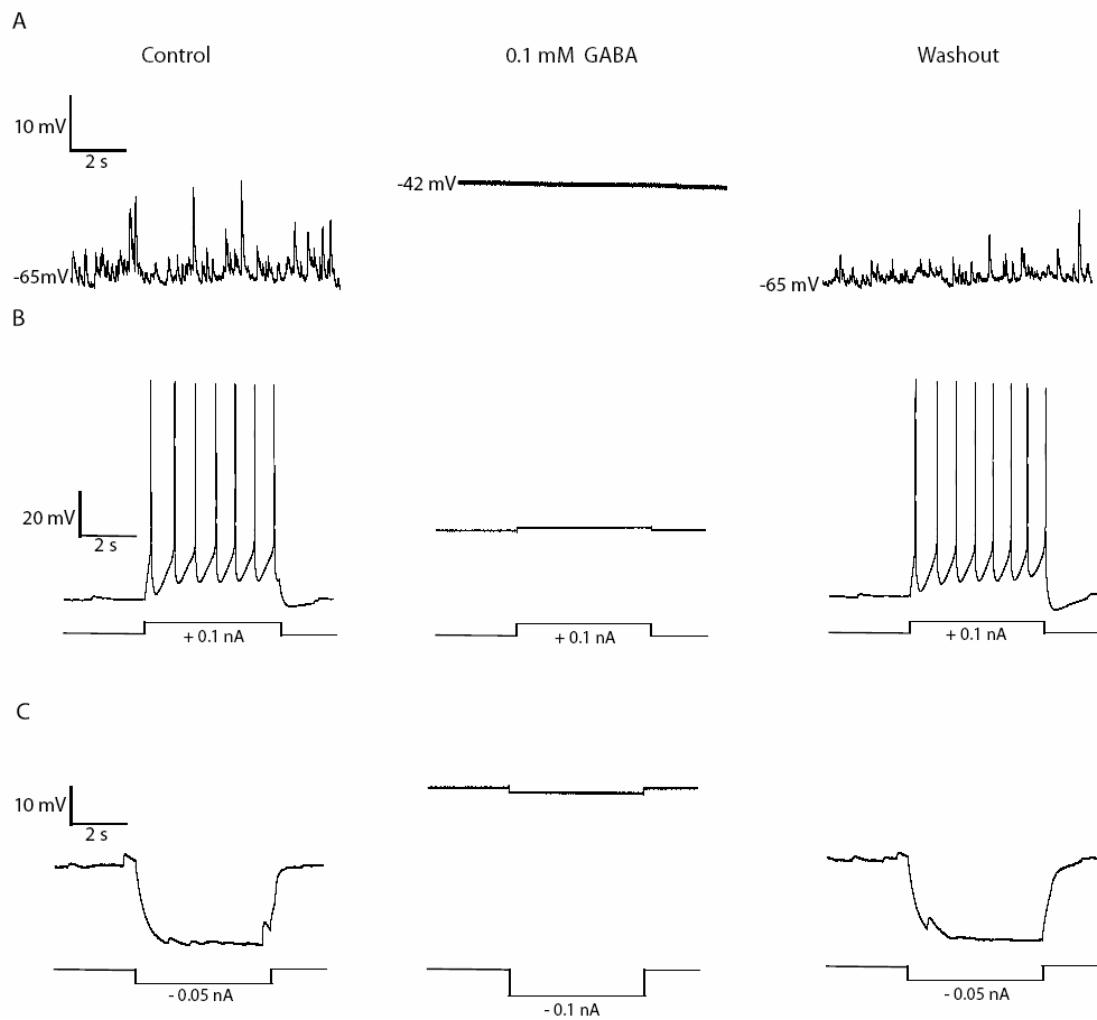 A
Control
0.1 mM GABA
Washout
10 mV
2 s
-42 mV
-65mV
-65 mV
B
20 mV
2 s
+ 0.1 nA
+ 0.1 nA
+ 0.1 nA
C
10 mV
2 s
- 0.05 nA
- 0.1 nA
- 0.05 nA